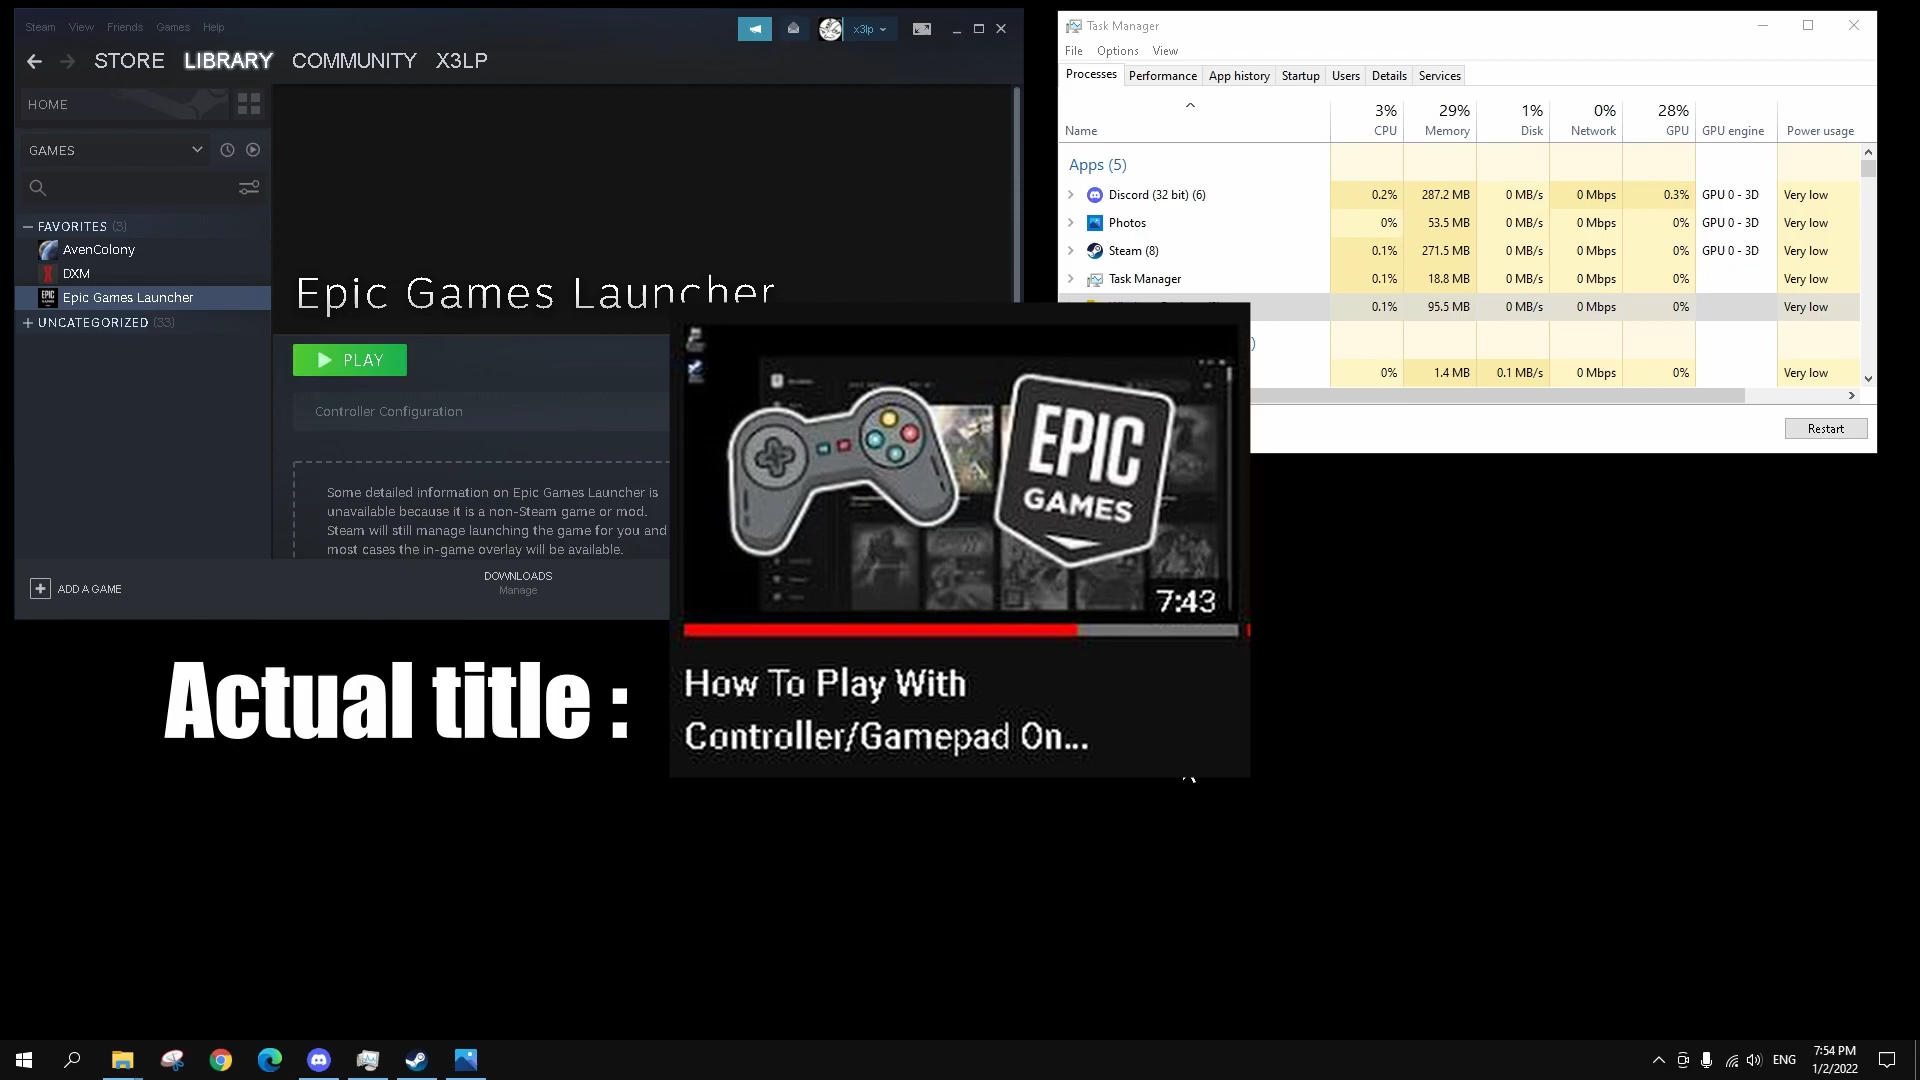 Steam View Friends Games Help
x3lp
STORE LIBRARY COMMUNITY X3LP
HOME
GAMES
FAVORITES (3)
AvenColony
DXM
EPIC GAMES Epic Games Launcher
UNCATEGORIZED (33)
Epic Games Launcher
PLAY
Controller Configuration
Some detailed information on Epic Games Launcher is
unavailable because it is a non-Steam game or mod.
Steam will still manage launching the game for you and
most cases the in-game overlay will be available.
ADD A GAME
DOWNLOADS
Manage
Task Manager
File Options View
Processes Performance App history Startup Users Details Services
3% 29% 1% 0% 28%
Name CPU Memory Disk Network GPU GPU engine Power usage
Apps (5)
Discord (32 bit) (6) 0.2% 287.2 MB 0 MB/s 0 Mbps 0.3% GPU 0 - 3D Very low
Photos 0% 53.5 MB 0 MB/s 0 Mbps 0% GPU 0 - 3D Very low
Steam (8) 0.1% 271.5 MB 0 MB/s 0 Mbps 0% GPU 0 - 3D Very low
Task Manager 0.1% 18.8 MB 0 MB/s 0 Mbps 0% Very low
0.1% 95.5 MB 0 MB/s 0 Mbps 0% Very low
)
0% 1.4 MB 0.1 MB/s 0 Mbps 0% Very low
Restart
EPIC
GAMES
7:43
Actual title :
How To Play With
Controller/Gamepad On...
ENG
7:54 PM
1/2/2022